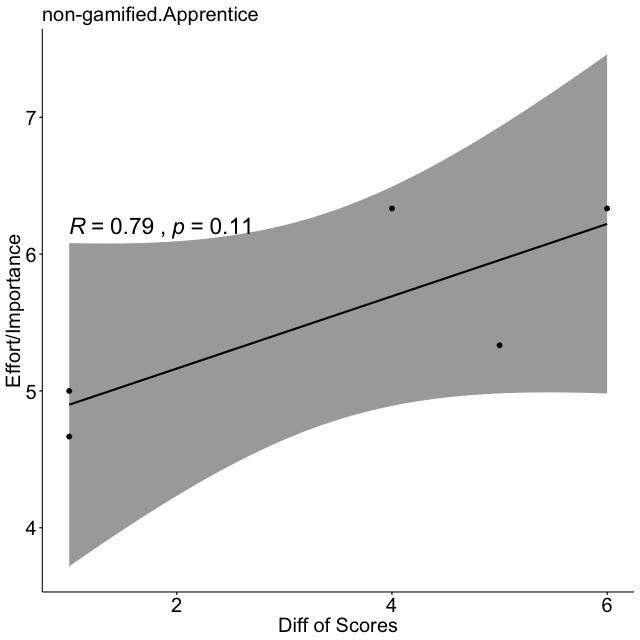 non-gamified.Apprentice
R = 0.79 , p = 0.11
Effort/Importance
7
6
5
4
2
4
6
Diff of Scores